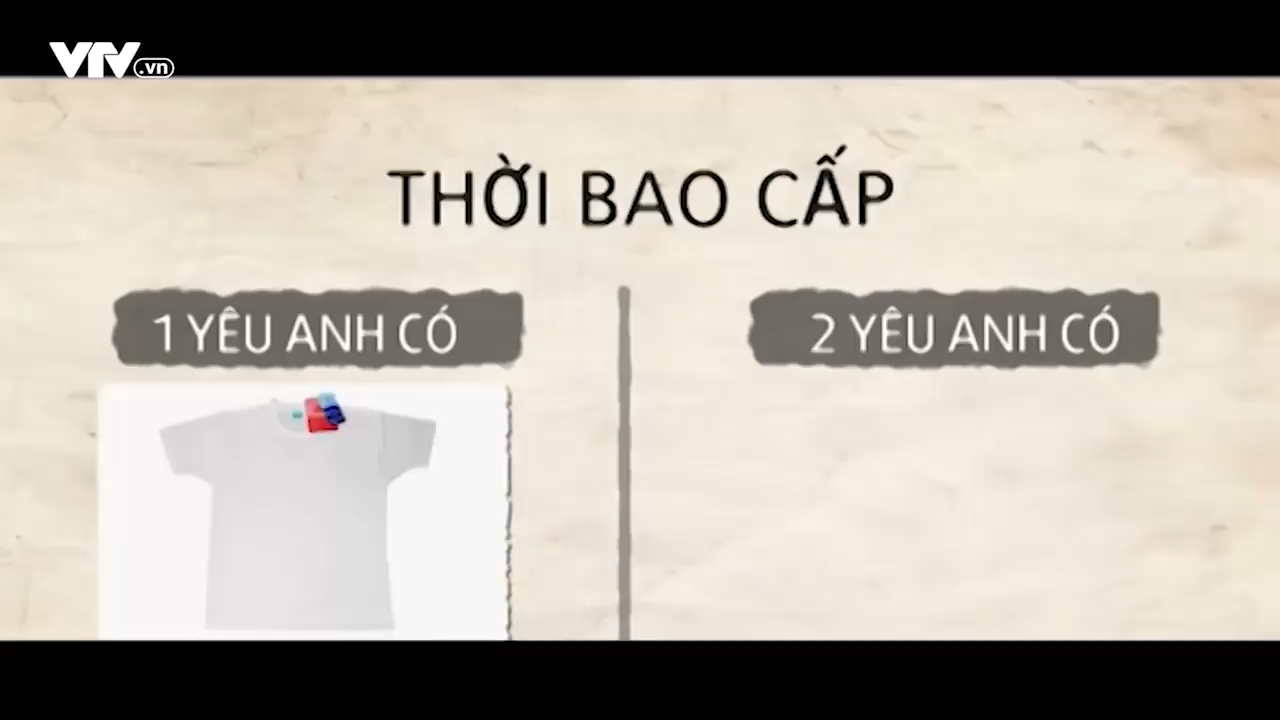 VTV.vn
THỜI BAO CẤP
1 YÊU ANH CÓ
2 YÊU ANH CÓ